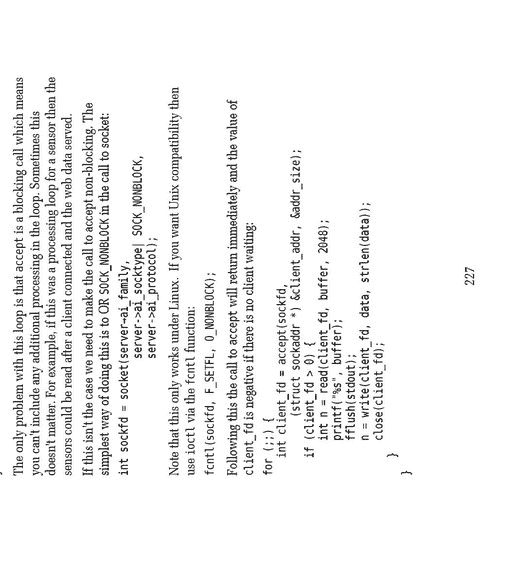 }
The only problem with this loop is that accept is a blocking call which means
you can't include any additional processing in the loop. Sometimes this
doesn't matter. For example, if this was a processing loop for a sensor then the
sensors could be read after a client connected and the web data served.
If this isn't the case we need to make the call to accept non-blocking. The
simplest way of doing this is to OR SOCK_NONBLOCK in the call to socket:
int sockfd = socket(server->ai_family,
server->ai_socktype| SOCK_NONBLOCK,
server->ai_protocol);
Note that this only works under Linux. If you want Unix compatibility then
use ioctl via the fcntl function:
fcntl(sockfd, F_SETFL, O_NONBLOCK);
Following this the call to accept will return immediately and the value of
client_fd is negative if there is no client waiting:
for (;;) {
int client_fd = accept(sockfd,
(struct sockaddr *) &client_addr, &addr_size);
if (client_fd > 0) {
int n = read(client_fd, buffer, 2048);
printf("%s", buffer);
fflush(stdout);
n = write(client_fd, data, strlen(data));
close(client_fd);
}
}
227